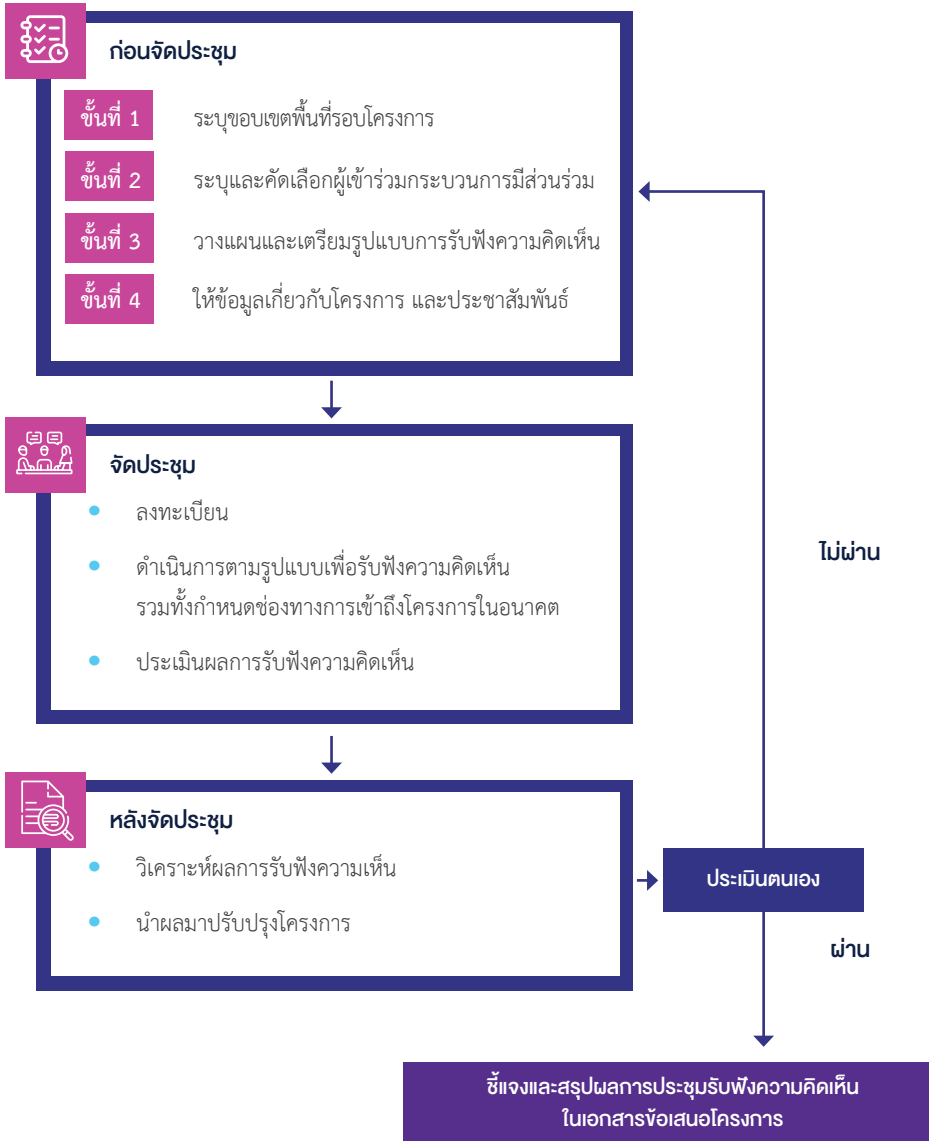 ก่อนจัดประชุม
ขั้นที่ 1 ระบุขอบเขตพื้นที่รอบโครงการ
ขั้นที่ 2 ระบุและคัดเลือกผู้เข้าร่วมกระบวนการมีส่วนร่วม
ขั้นที่ 3 วางแผนและเตรียมรูปแบบการรับฟังความคิดเห็น
ขั้นที่ 4 ให้ข้อมูลเกี่ยวกับโครงการ และประชาสัมพันธ์
จัดประชุม
ลงทะเบียน
ดำเนินการตามรูปแบบเพื่อรับฟังความคิดเห็น
รวมทั้งกำหนดช่องทางการเข้าถึงโครงการในอนาคต
ประเมินผลการรับฟังความคิดเห็น
ไม่ผ่าน
หลังจัดประชุม
วิเคราะห์ผลการรับฟังความเห็น
นำผลมาปรับปรุงโครงการ
ประเมินตนเอง
ผ่าน
ชี้แจงและสรุปผลการประชุมรับฟังความคิดเห็น
ในเอกสารข้อเสนอโครงการ